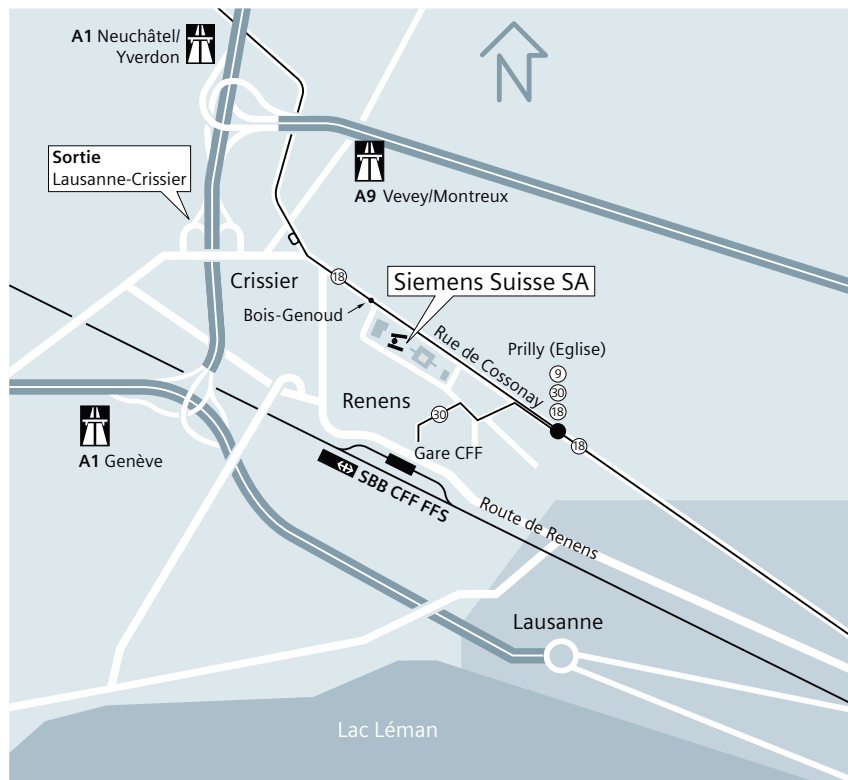 A1 Neuchâtel/
Yverdon
N
Sortie
Lausanne-Crissier
A9 Vevey/Montreux
Crissier
18
Siemens Suisse SA
Bois-Genoud
Rue de Cossonay
Prilly (Eglise)
9
30
18
Renens
30
18
Gare CFF
A1 Genève
SBB CFF FFS
Route de Renens
Lausanne
Lac Léman